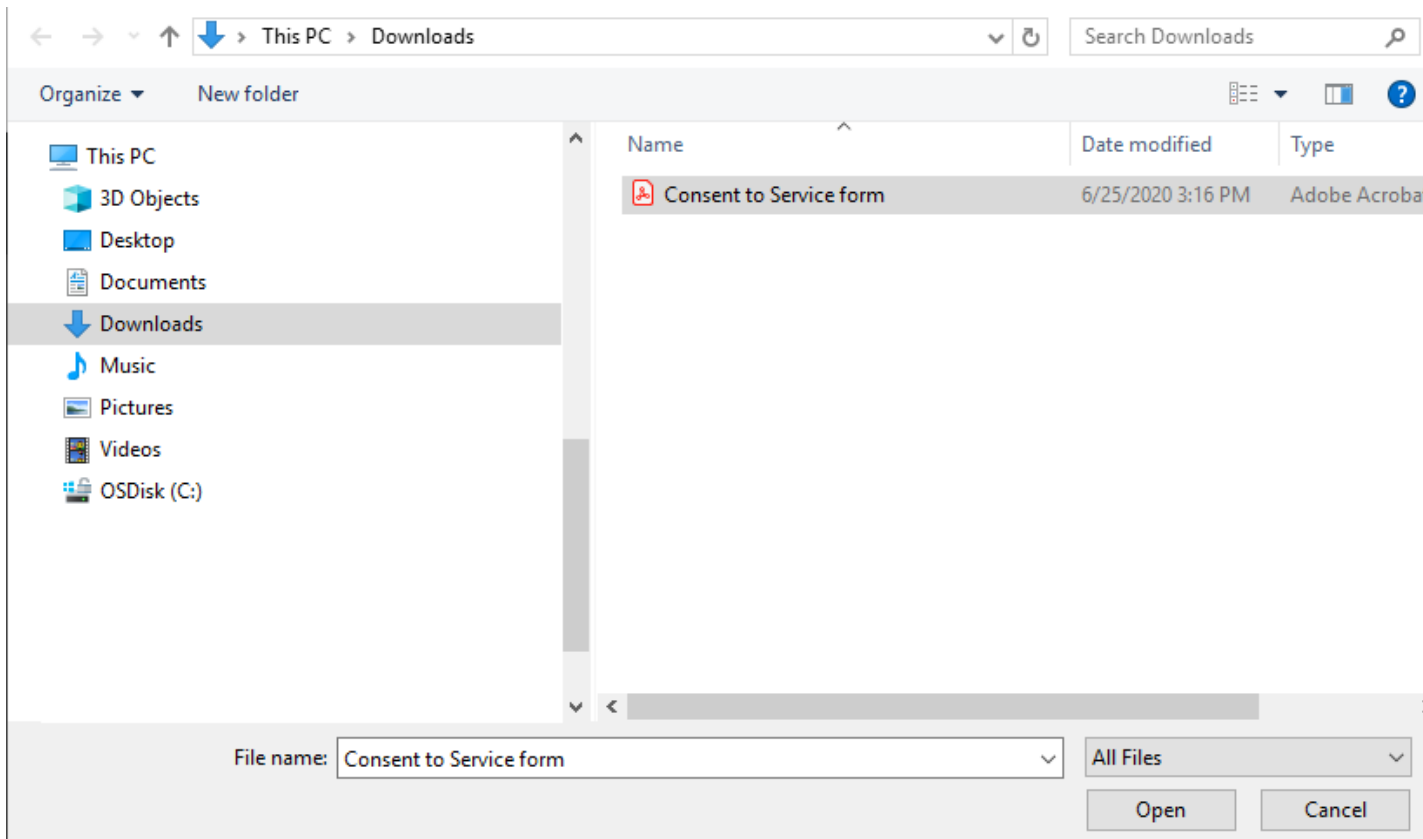 This PC > Downloads
Search Downloads
Organize
New folder
?
Name
Date modified
Type
This PC
3D Objects
Desktop
Documents
Downloads
Music
Pictures
Videos
OSDisk (C:)
Consent to Service form
6/25/2020 3:16 PM
Adobe Acroba
File name:
Consent to Service form
All Files
Open
Cancel